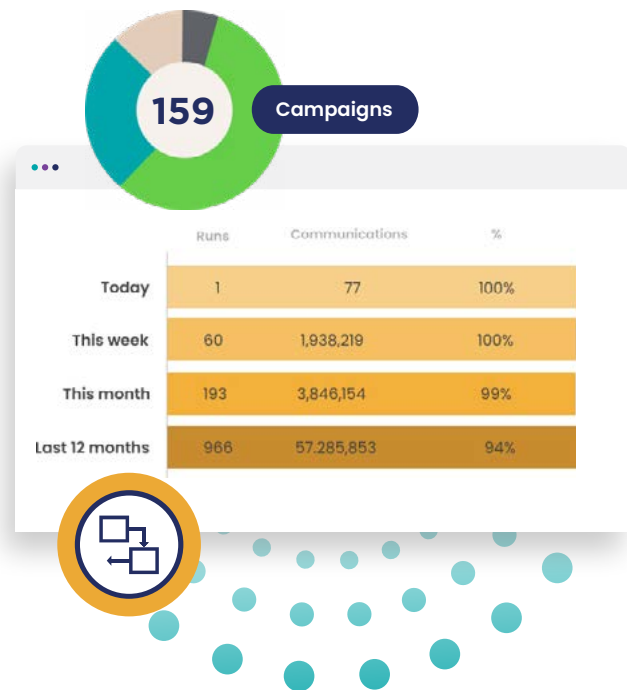 159
Campaigns
Runs Communications %
Today 1 77 100%
This week 60 1,938,219 100%
This month 193 3,846,154 99%
Last 12 months 966 57.285,853 94%